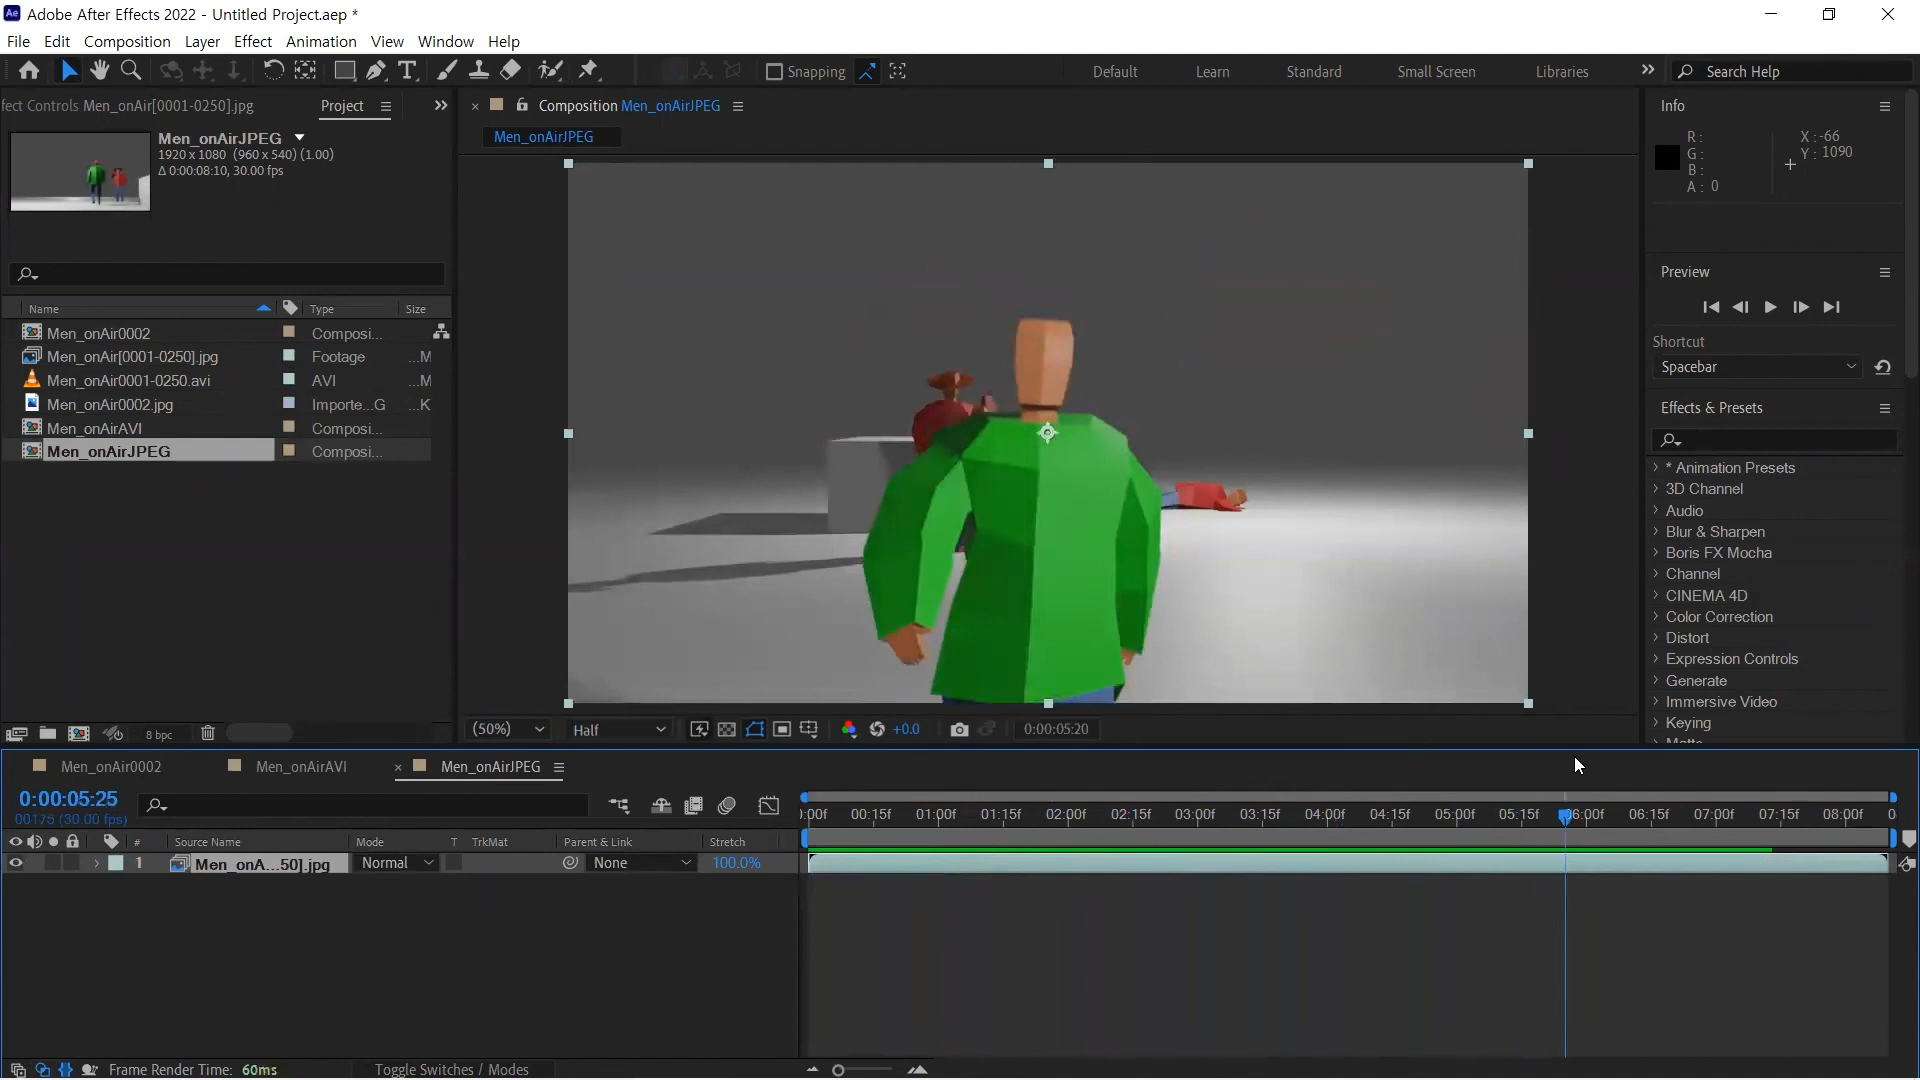 Ae Adobe After Effects 2022 - Untitled Project.aep *
File Edit Composition Layer Effect Animation View Window Help
Snapping Default Learn Standard Small Screen Libraries Search Help
fect Controls Men_onAir[0001-0250].jpg Project
Men_onAirJPEG
1920 x 1080 (960 x 540) (1.00)
Δ 0:00:08:10, 30.00 fps
Name Type Size
Men_onAir0002 Composi...
Men_onAir[0001-0250].jpg Footage ...M
Men_onAir0001-0250.avi AVI ...M
Men_onAir0002.jpg Importe...G ...K
Men_onAirAVI Composi...
Men_onAirJPEG Composi...
8 bpc
Composition Men_onAirJPEG
Men_onAirJPEG
(50%) Half +0.0 0:00:05:20
Info
R:
G:
B:
A: 0
X : -66
Y : 1090
Preview
Shortcut
Spacebar
Effects & Presets
* Animation Presets
3D Channel
Audio
Blur & Sharpen
Boris FX Mocha
Channel
CINEMA 4D
Color Correction
Distort
Expression Controls
Generate
Immersive Video
Keying
Matte
Men_onAir0002 Men_onAirAVI Men_onAirJPEG
0:00:05:25
00175 (30.00 fps)
):00f 00:15f 01:00f 01:15f 02:00f 02:15f 03:00f 03:15f 04:00f 04:15f 05:00f 05:15f 06:00f 06:15f 07:00f 07:15f 08:00f 0
# Source Name Mode T TrkMat Parent & Link Stretch
1 Men_onA...50].jpg Normal None 100.0%
Frame Render Time: 60ms Toggle Switches / Modes